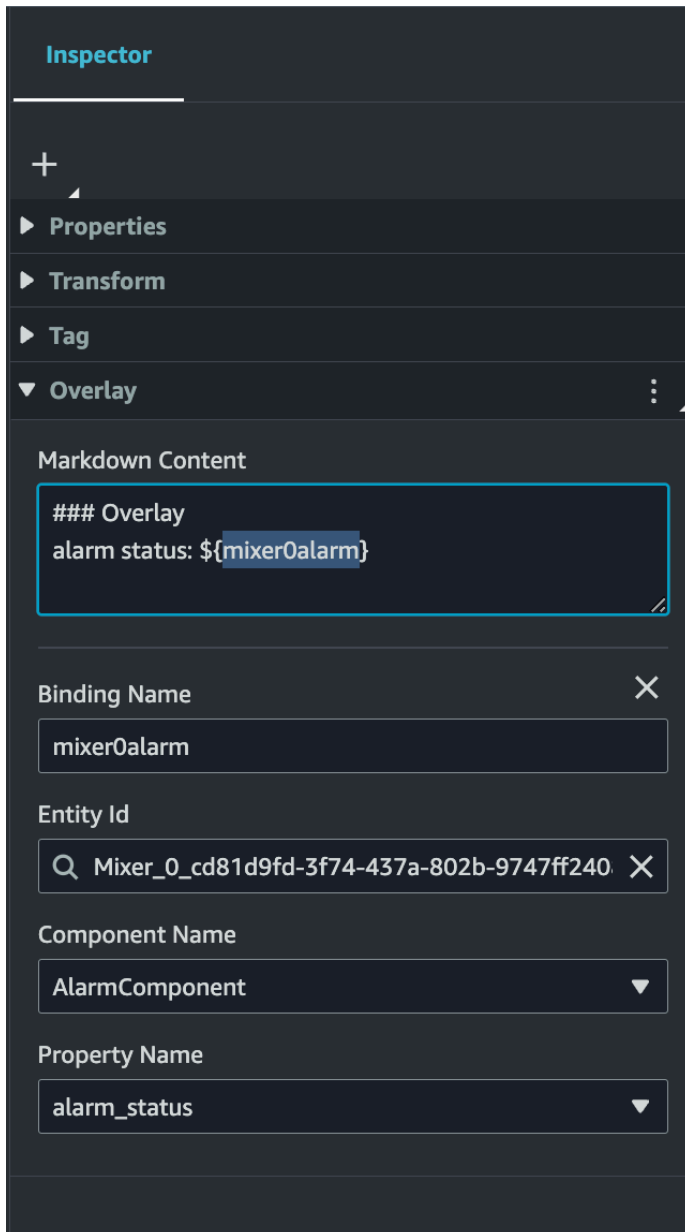 Inspector
+
Properties
Transform
Tag
Overlay
Markdown Content
### Overlay
alarm status: ${mixer0alarm}
Binding Name
mixer0alarm
Entity Id
Mixer_0_cd81d9fd-3f74-437a-802b-9747ff240
Component Name
AlarmComponent
Property Name
alarm_status